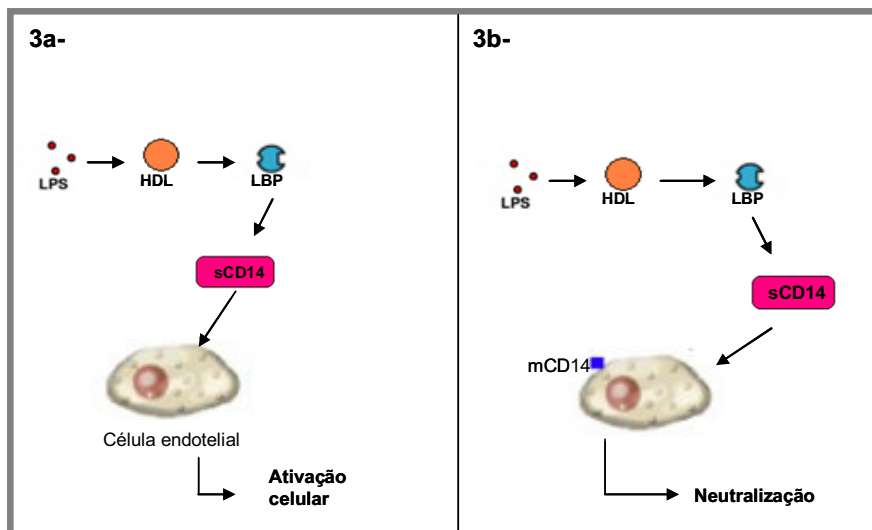 3a-
LPS
HDL
LBP
sCD14
Célula endotelial
Ativação
celular
3b-
LPS
HDL
LBP
sCD14
mCD14
Neutralização